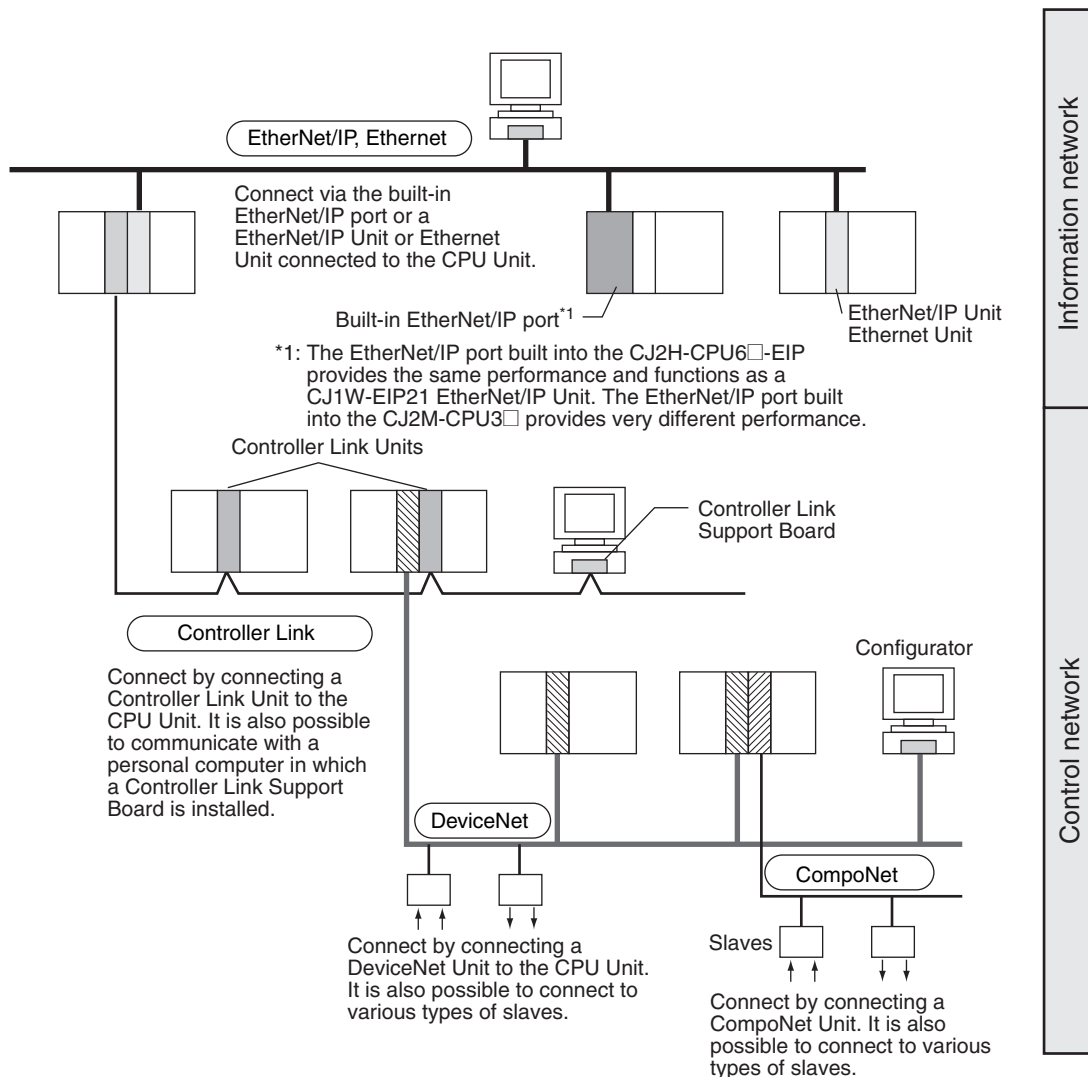 EtherNet/IP, Ethernet
Connect via the built-in
EtherNet/IP port or a
EtherNet/IP Unit or Ethernet
Unit connected to the CPU Unit.
Built-in EtherNet/IP port*1
EtherNet/IP Unit
Ethernet Unit
*1: The EtherNet/IP port built into the CJ2H-CPU6□-EIP
provides the same performance and functions as a
CJ1W-EIP21 EtherNet/IP Unit. The EtherNet/IP port built
into the CJ2M-CPU3□ provides very different performance.
Information network
Controller Link Units
Controller Link
Support Board
Controller Link
Connect by connecting a
Controller Link Unit to the
CPU Unit. It is also possible
to communicate with a
personal computer in which
a Controller Link Support
Board is installed.
Configurator
Control network
DeviceNet
CompoNet
Connect by connecting a
DeviceNet Unit to the CPU Unit.
It is also possible to connect to
various types of slaves.
Slaves
Connect by connecting a
CompoNet Unit. It is also
possible to connect to various
types of slaves.